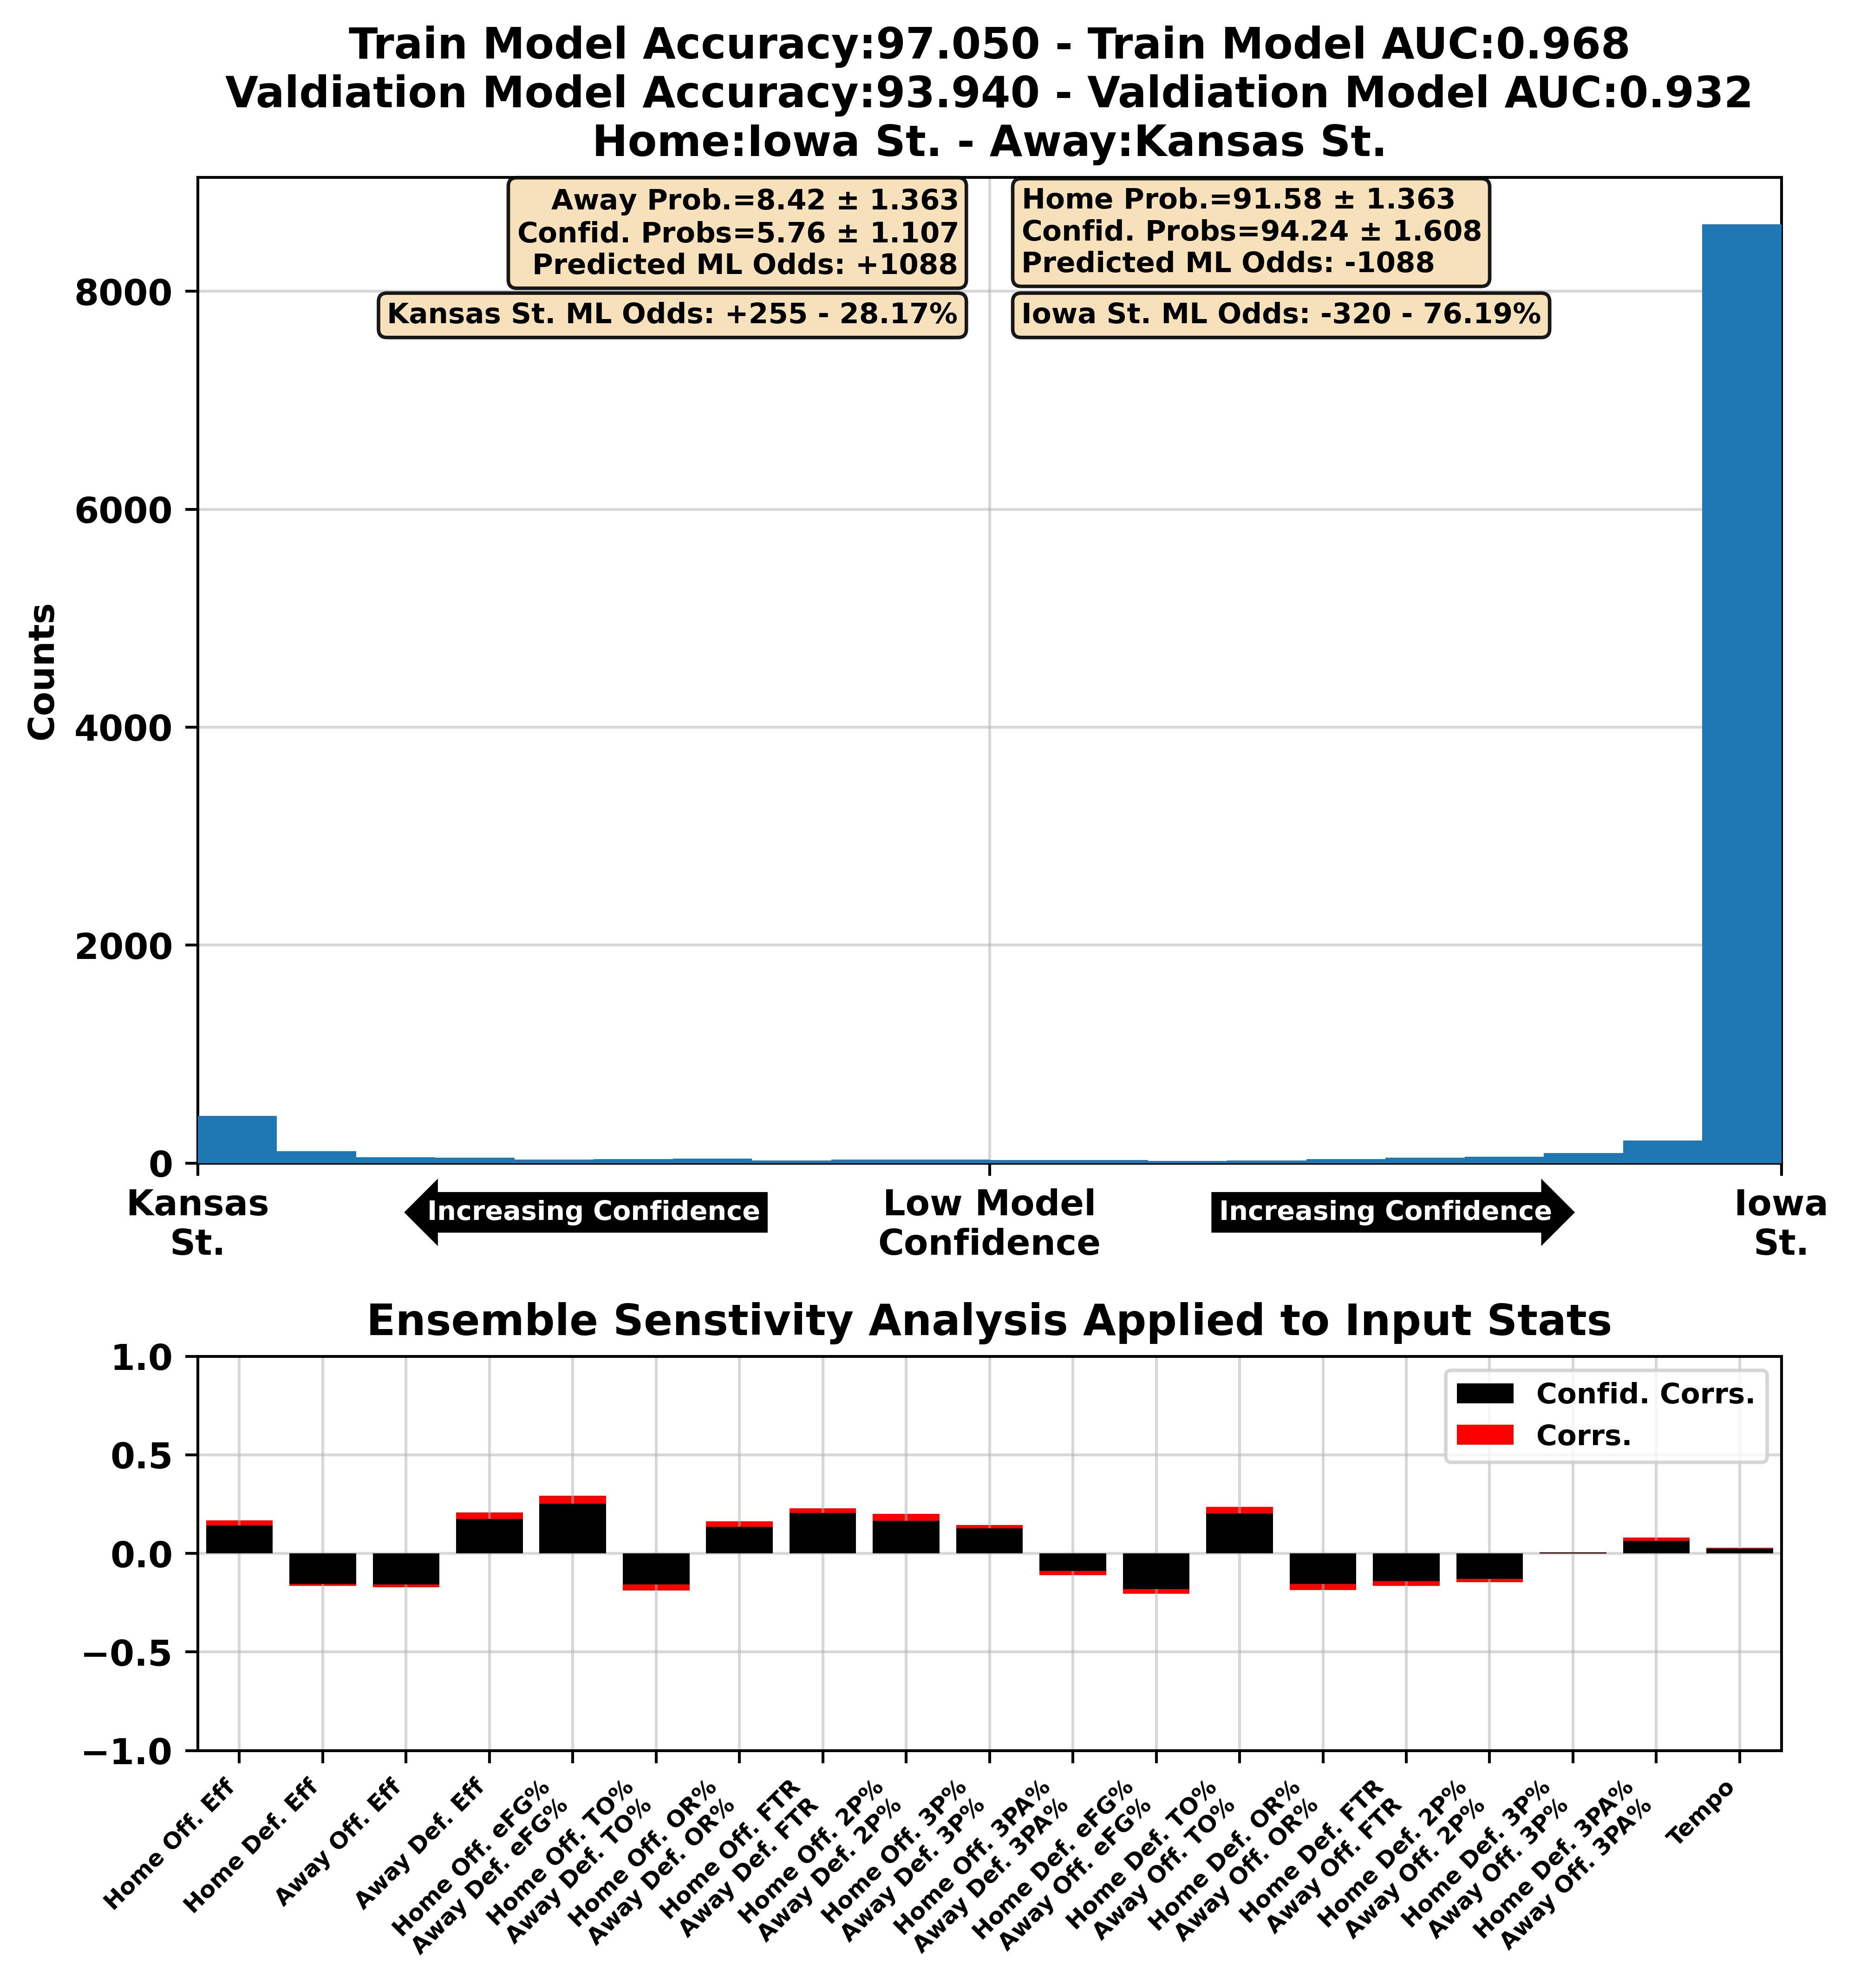 Train Model Accuracy:97.050 - Train Model AUC:0.968
Valdiation Model Accuracy:93.940 - Valdiation Model AUC:0.932
Home:Iowa St. - Away:Kansas St.
Away Prob.=8.42 ± 1.363
Confid. Probs=5.76 ± 1.107
Predicted ML Odds: +1088
Kansas St. ML Odds: +255 - 28.17%
Home Prob.=91.58 ± 1.363
Confid. Probs=94.24 ± 1.608
Predicted ML Odds: -1088
Iowa St. ML Odds: -320 - 76.19%
Counts
8000
6000
4000
2000
0
Kansas
St.
Increasing Confidence
Low Model
Confidence
Increasing Confidence
Iowa
St.
Ensemble Senstivity Analysis Applied to Input Stats
1.0
0.5
0.0
−0.5
−1.0
Confid. Corrs.
Corrs.
Home Off. Eff
Home Def. Eff
Away Off. Eff
Away Def. Eff
Home Off. eFG%
Away Def. eFG%
Home Off. TO%
Away Def. TO%
Home Off. OR%
Away Def. OR%
Home Off. FTR
Away Def. FTR
Home Off. 2P%
Away Def. 2P%
Home Off. 3P%
Away Def. 3P%
Home Off. 3PA%
Away Def. 3PA%
Home Def. eFG%
Away Off. eFG%
Home Def. TO%
Away Off. TO%
Home Def. OR%
Away Off. OR%
Home Def. FTR
Away Off. FTR
Home Def. 2P%
Away Off. 2P%
Home Def. 3P%
Away Off. 3P%
Home Def. 3PA%
Away Off. 3PA%
Tempo